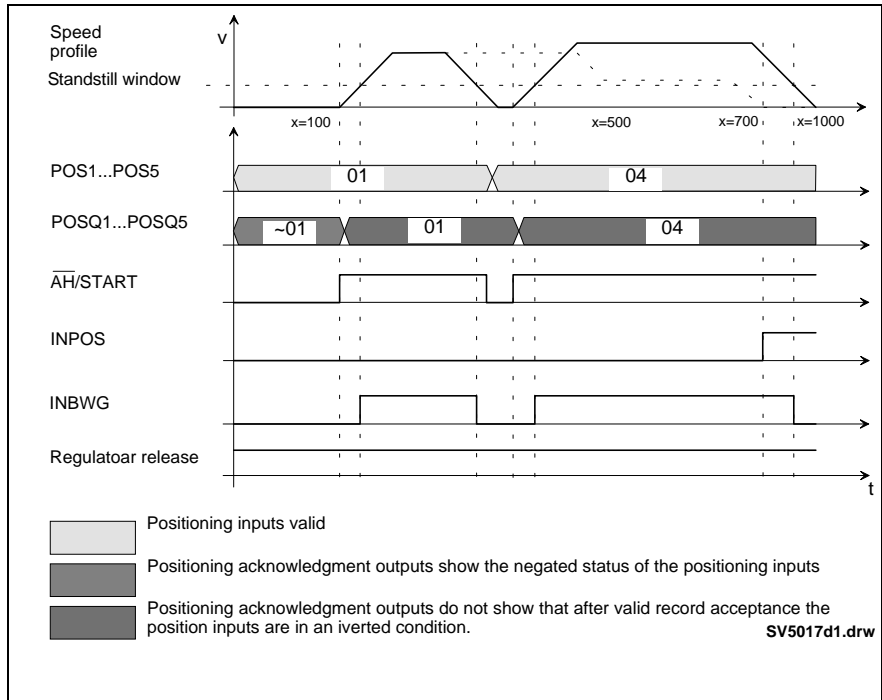 Speed
profile
v
Standstill window
x=100
x=500
x=700
x=1000
POS1...POS5
01
04
POSQ1...POSQ5
~01
01
04
A̅H̅/START
INPOS
INBWG
Regulatoar release
t
Positioning inputs valid
Positioning acknowledgment outputs show the negated status of the positioning inputs
Positioning acknowledgment outputs do not show that after valid record acceptance the
position inputs are in an iverted condition.
SV5017d1.drw